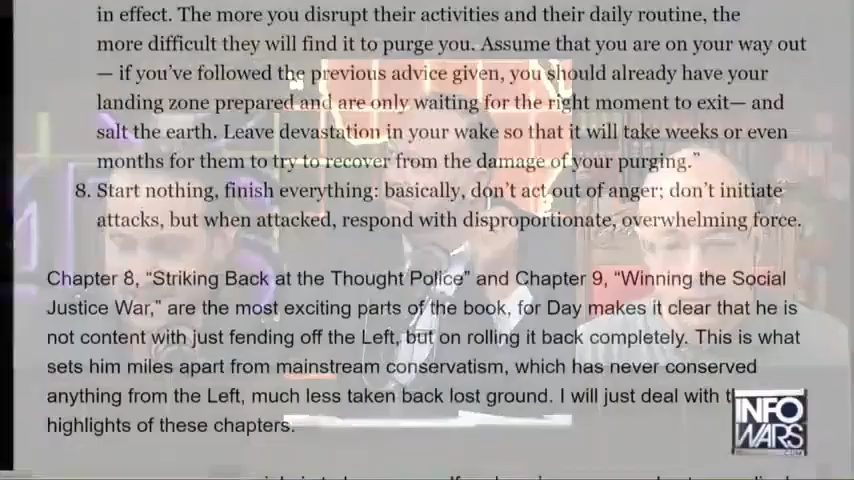 in effect. The more you disrupt their activities and their daily routine, the
more difficult they will find it to purge you. Assume that you are on your way out
— if you’ve followed the previous advice given, you should already have your
landing zone prepared and are only waiting for the right moment to exit— and
salt the earth. Leave devastation in your wake so that it will take weeks or even
months for them to try to recover from the damage of your purging.”
8. Start nothing, finish everything: basically, don’t act out of anger; don’t initiate
attacks, but when attacked, respond with disproportionate, overwhelming force.
Chapter 8, “Striking Back at the Thought Police” and Chapter 9, “Winning the Social
Justice War,” are the most exciting parts of the book, for Day makes it clear that he is
not content with just fending off the Left, but on rolling it back completely. This is what
sets him miles apart from mainstream conservatism, which has never conserved
anything from the Left, much less taken back lost ground. I will just deal with
highlights of these chapters.
INFO
WARS
.COM